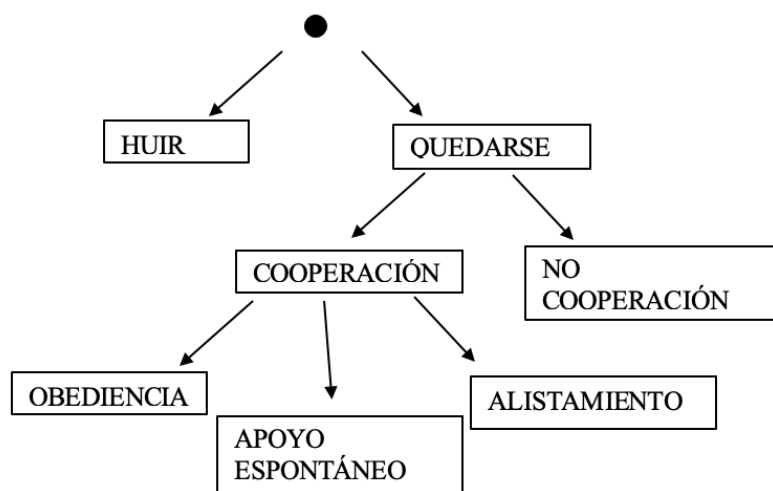 HUIR
QUEDARSE
COOPERACIÓN
NO
COOPERACIÓN
OBEDIENCIA
APOYO
ESPONTÁNEO
ALISTAMIENTO